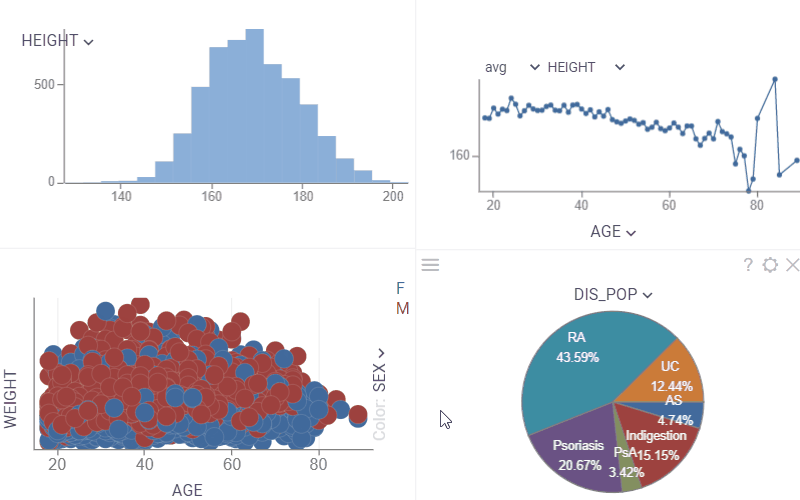 HEIGHT
500
0
140 160 180 200
avg HEIGHT
160
20 40 60 80
AGE
F
M
WEIGHT
Color: SEX
20 40 60 80
AGE
?
DIS_POP
RA
43.59%
UC
12.44%
AS
4.74%
Indigestion
15.15%
PsA
3.42%
Psoriasis
20.67%